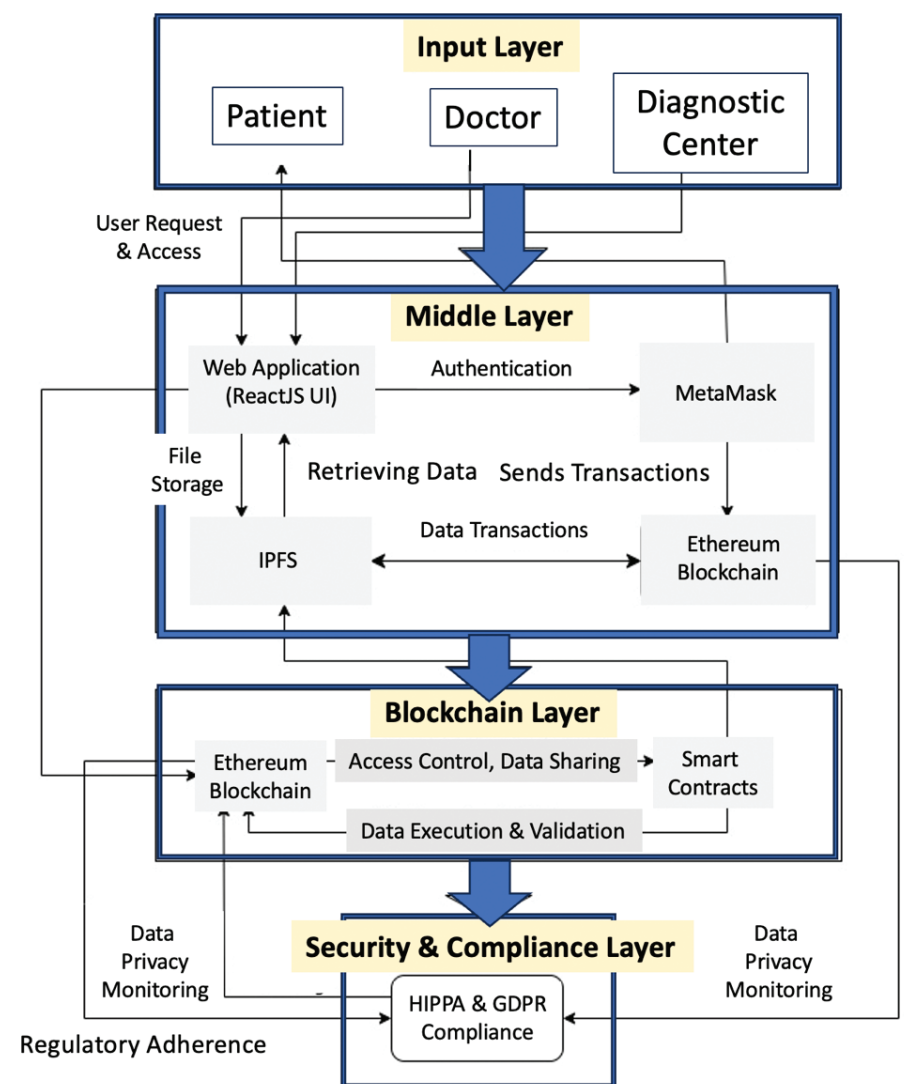 Input Layer
Patient
Doctor
Diagnostic
Center
User Request
& Access
Middle Layer
Web Application
(ReactJS UI)
Authentication
MetaMask
File
Storage
Retrieving Data
Sends Transactions
IPFS
Data Transactions
Ethereum
Blockchain
Blockchain Layer
Ethereum
Blockchain
Access Control, Data Sharing
Smart
Contracts
Data Execution & Validation
Data
Privacy
Monitoring
Security & Compliance Layer
Data
Privacy
Monitoring
HIPPA & GDPR
Compliance
Regulatory Adherence